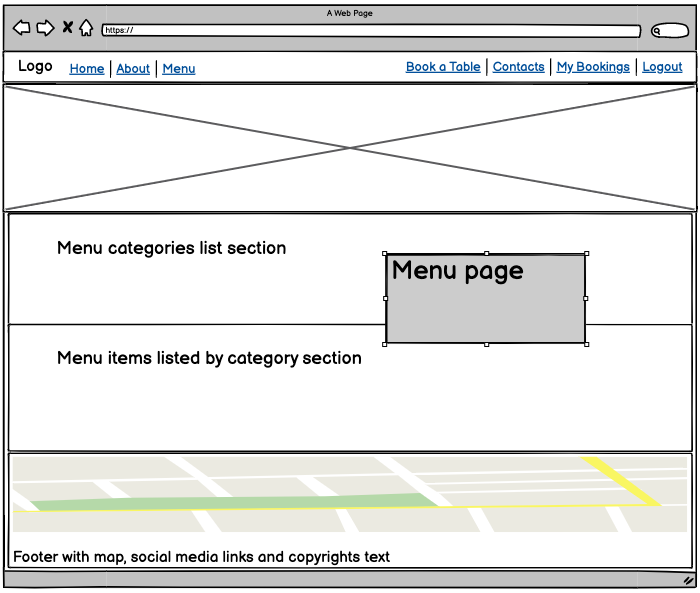 A Web Page
https://
Logo Home About Menu Book a Table Contacts My Bookings Logout
Menu categories list section
Menu page
Menu items listed by category section
Footer with map, social media links and copyrights text